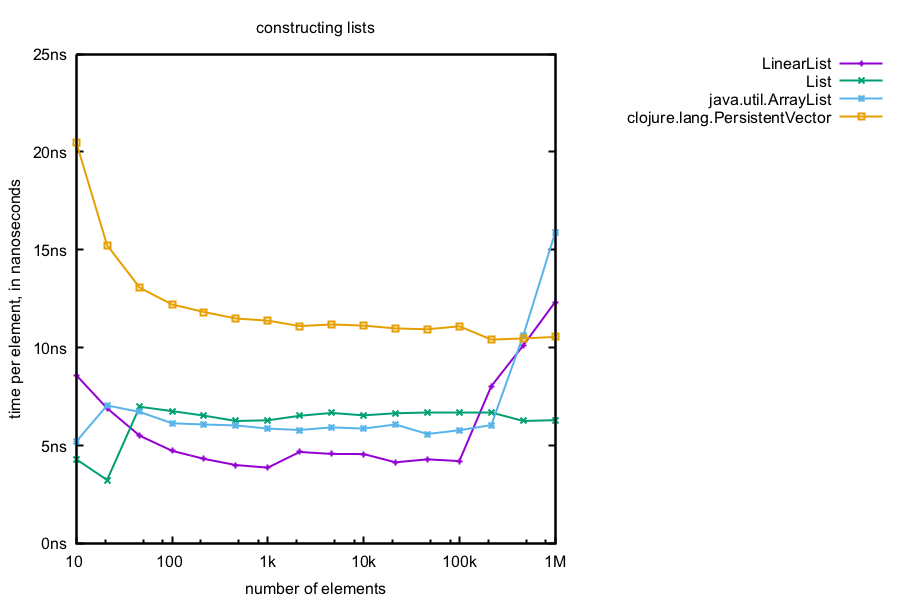 constructing lists
25ns
20ns
15ns
10ns
5ns
0ns
time per element, in nanoseconds
10 100 1k 10k 100k 1M
number of elements
LinearList
List
java.util.ArrayList
clojure.lang.PersistentVector